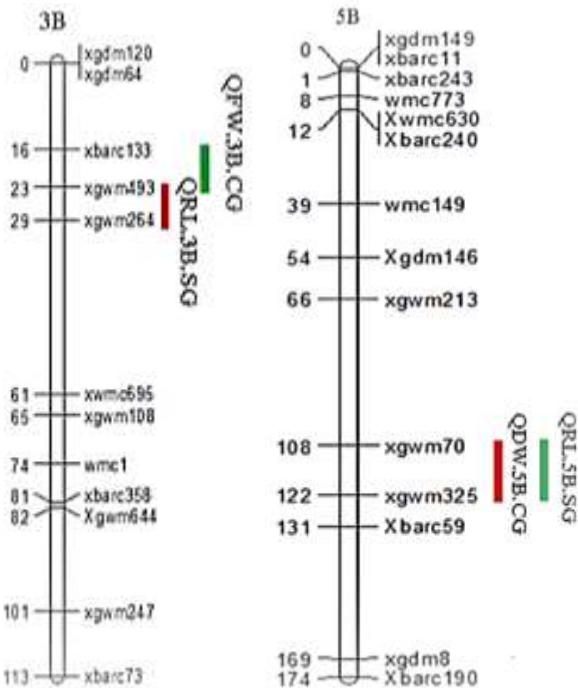 3B
0 xgdm120
xgdm64
16 xbarc133
23 xgwm493
29 xgwm264
61 xwmc695
65 xgwm108
74 wmc1
81 xbarc358
82 Xgwm644
101 xgwm247
113 xbarc73
QFW.3B.CG
QRL.3B.SG
5B
0 xgdm149
xbarc11
1 xbarc243
8 wmc773
12 Xwmc630
Xbarc240
39 wmc149
54 Xgdm146
66 xgwm213
108 xgwm70
122 xgwm325
131 Xbarc59
169 xgdm8
174 Xbarc190
QDW.5B.CG
QRL.5B.SG